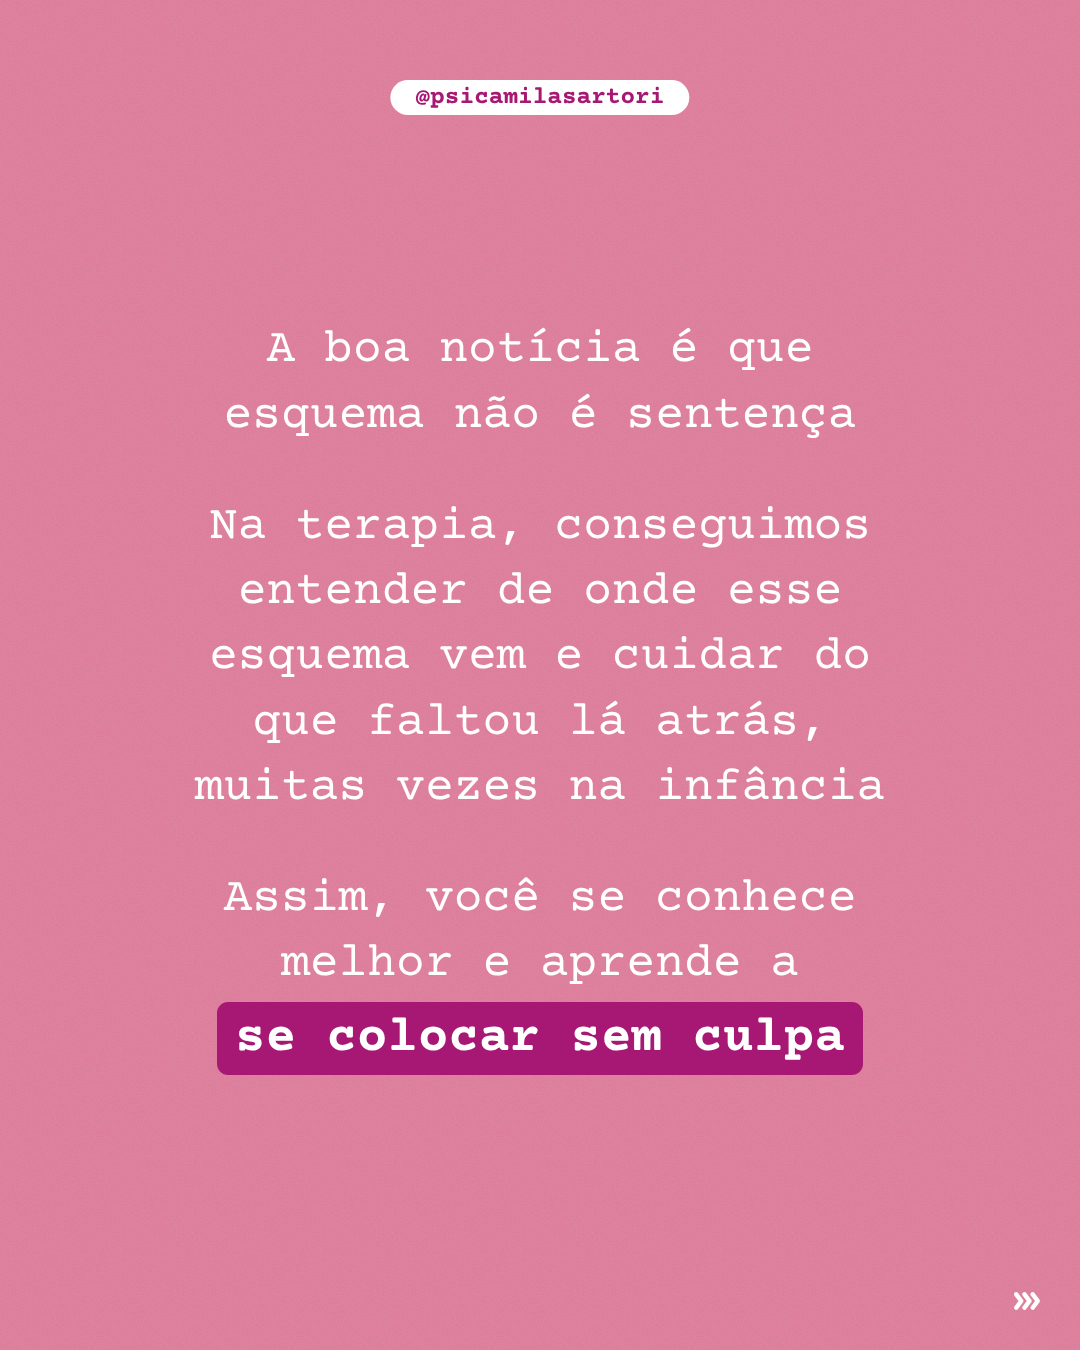 @psicamilasartori
A boa notícia é que
esquema não é sentença
Na terapia, conseguimos
entender de onde esse
esquema vem e cuidar do
que faltou lá atrás,
muitas vezes na infância
Assim, você se conhece
melhor e aprende a
se colocar sem culpa